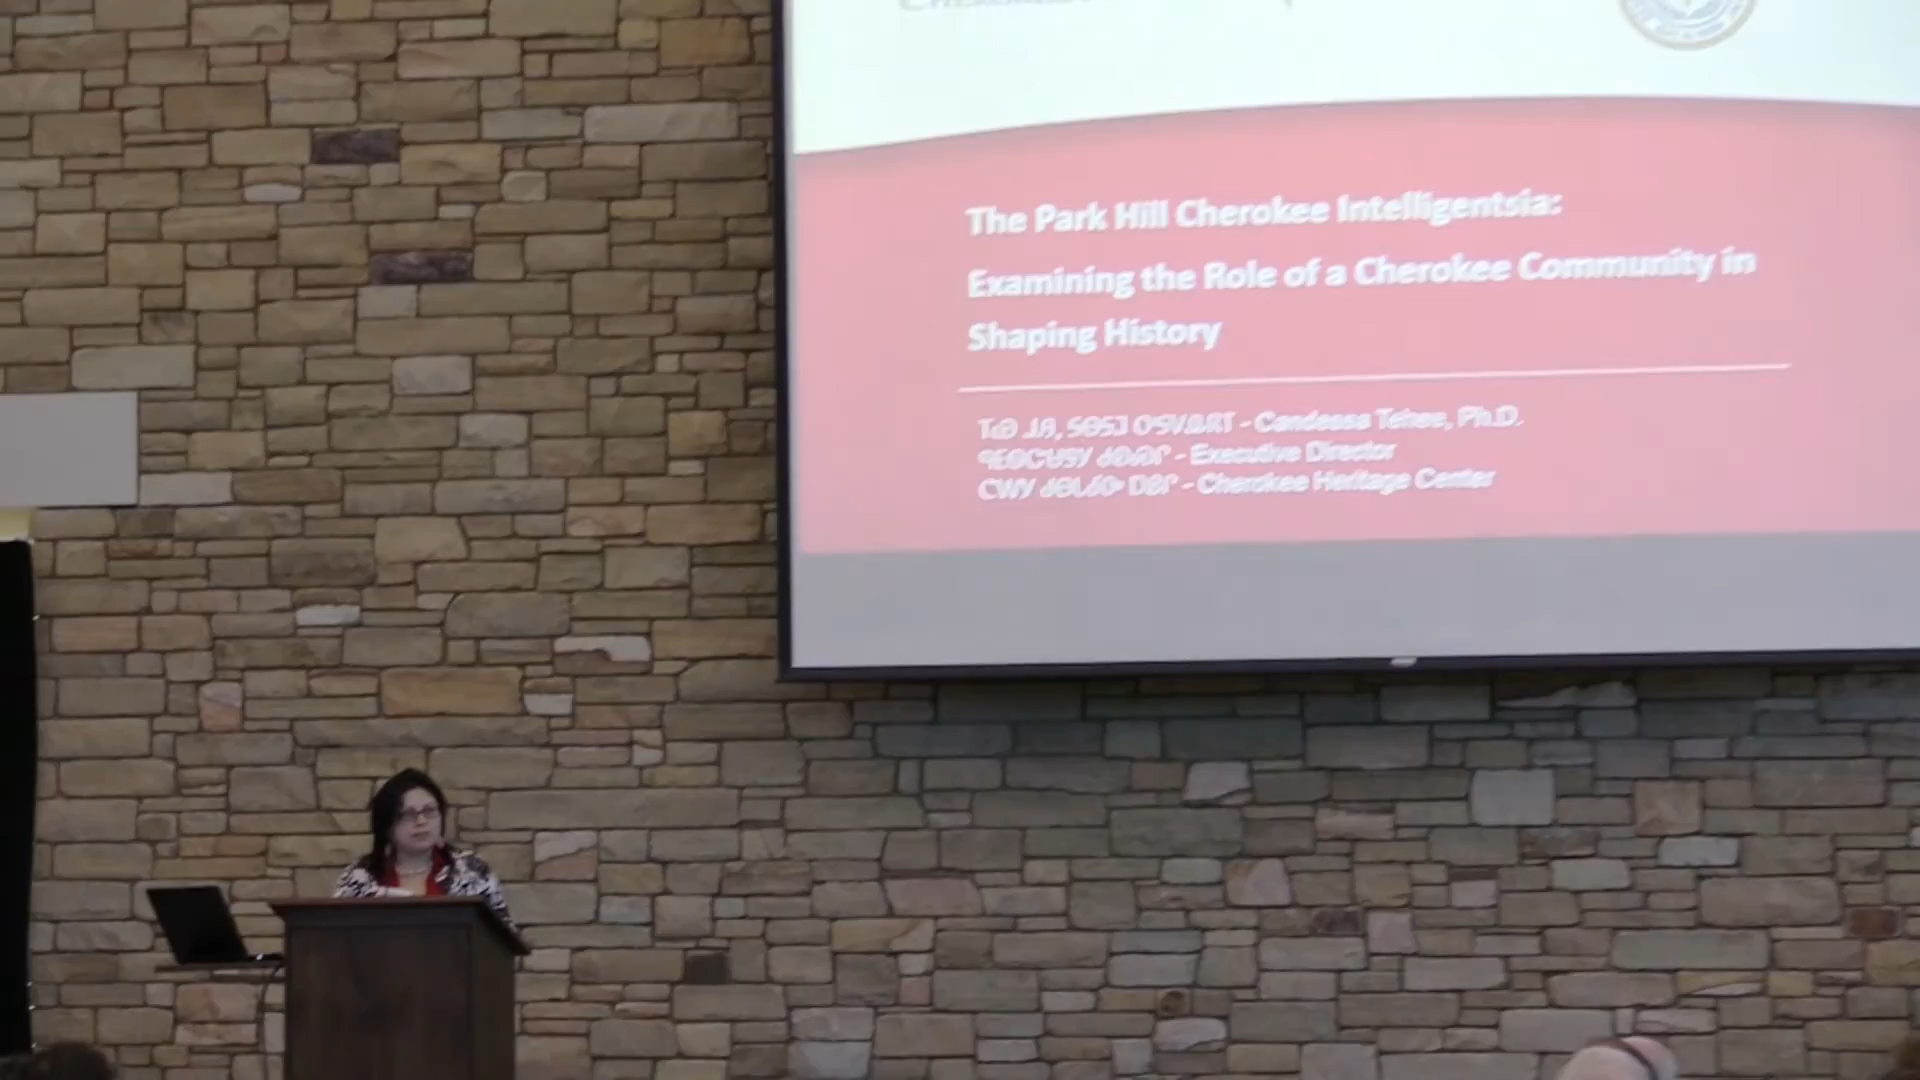 The Park Hill Cherokee Intelligentsia:
Examining the Role of a Cherokee Community in
Shaping History
- Candessa Tehee, Ph.D.
- Executive Director
ᏣᎳᎩ - Cherokee Heritage Center